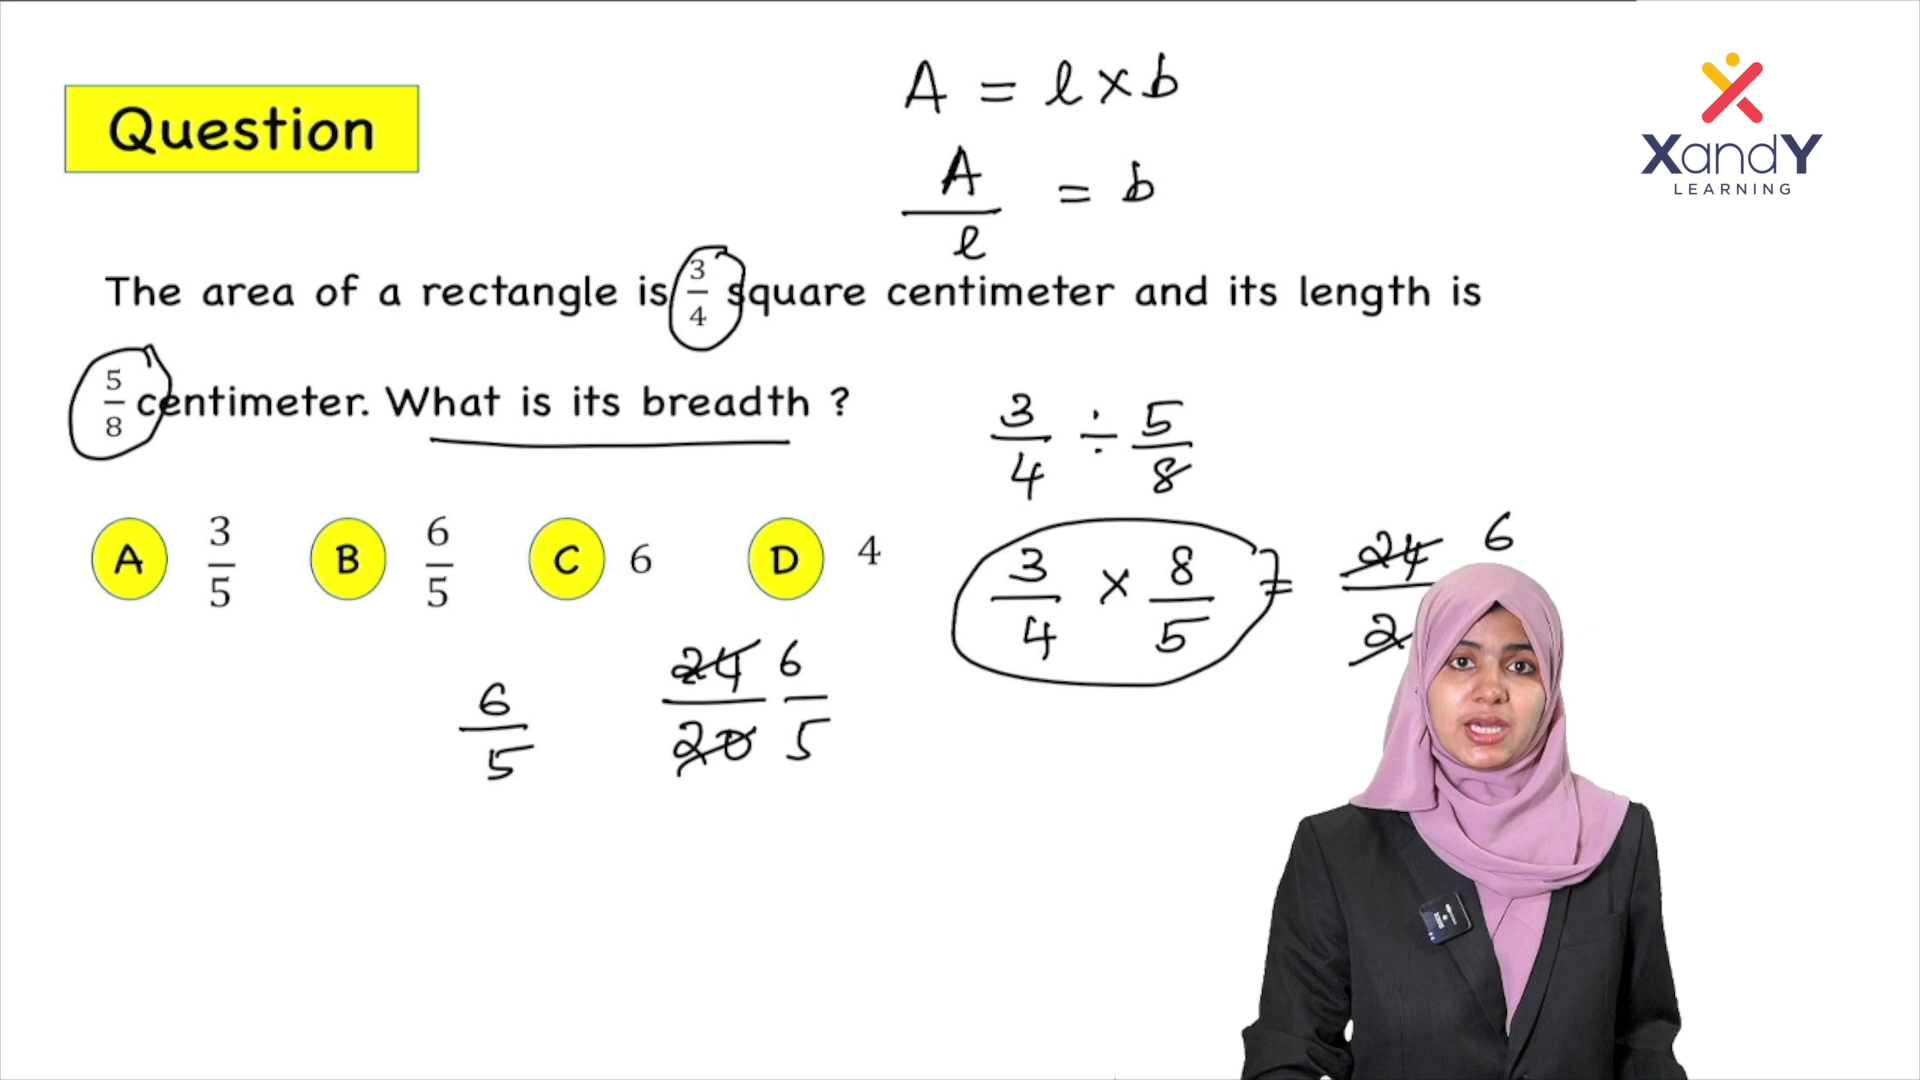 A = l × b
Question
A/l = b
XandY
LEARNING
The area of a rectangle is 3/4 square centimeter and its length is
5/8 centimeter. What is its breadth ?
3/4 ÷ 5/8
A 3/5 B 6/5 C 6 D 4
3/4 × 8/5 = 24/2 6
6/5 24/20 6/5